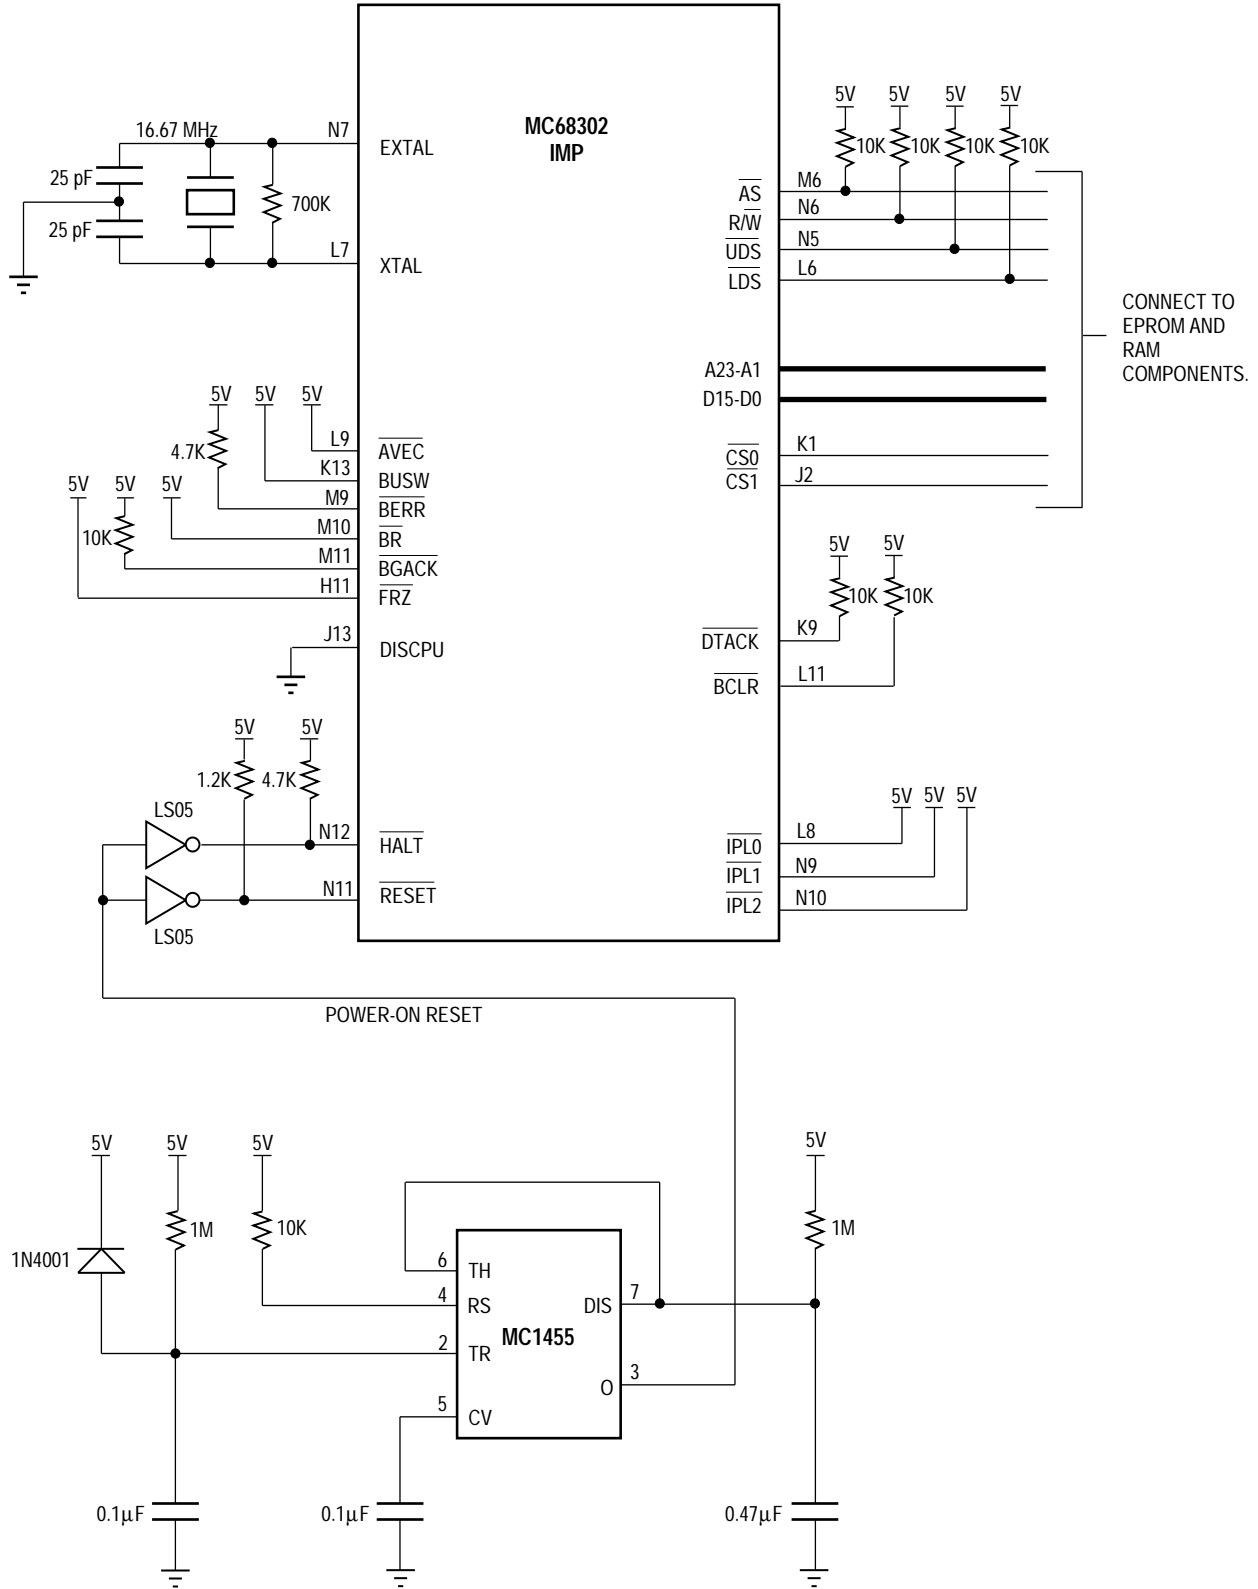 MC68302
IMP
16.67 MHz
N7
EXTAL
25 pF
25 pF
700K
L7
XTAL
5V
5V
5V
5V
10K
10K
10K
10K
AS
M6
R/W
N6
UDS
N5
LDS
L6
CONNECT TO
EPROM AND
RAM
COMPONENTS.
A23-A1
D15-D0
CS0
K1
CS1
J2
5V
5V
5V
4.7K
L9
AVEC
K13
BUSW
5V
5V
5V
M9
BERR
10K
M10
BR
M11
BGACK
H11
FRZ
J13
DISCPU
5V
5V
10K
10K
DTACK
K9
BCLR
L11
5V
5V
1.2K
4.7K
LS05
N12
HALT
N11
RESET
LS05
5V
5V
5V
IPL0
L8
IPL1
N9
IPL2
N10
POWER-ON RESET
5V
5V
5V
5V
1N4001
1M
10K
1M
6
TH
4
RS
DIS
7
MC1455
2
TR
O
3
5
CV
0.1µF
0.1µF
0.47µF